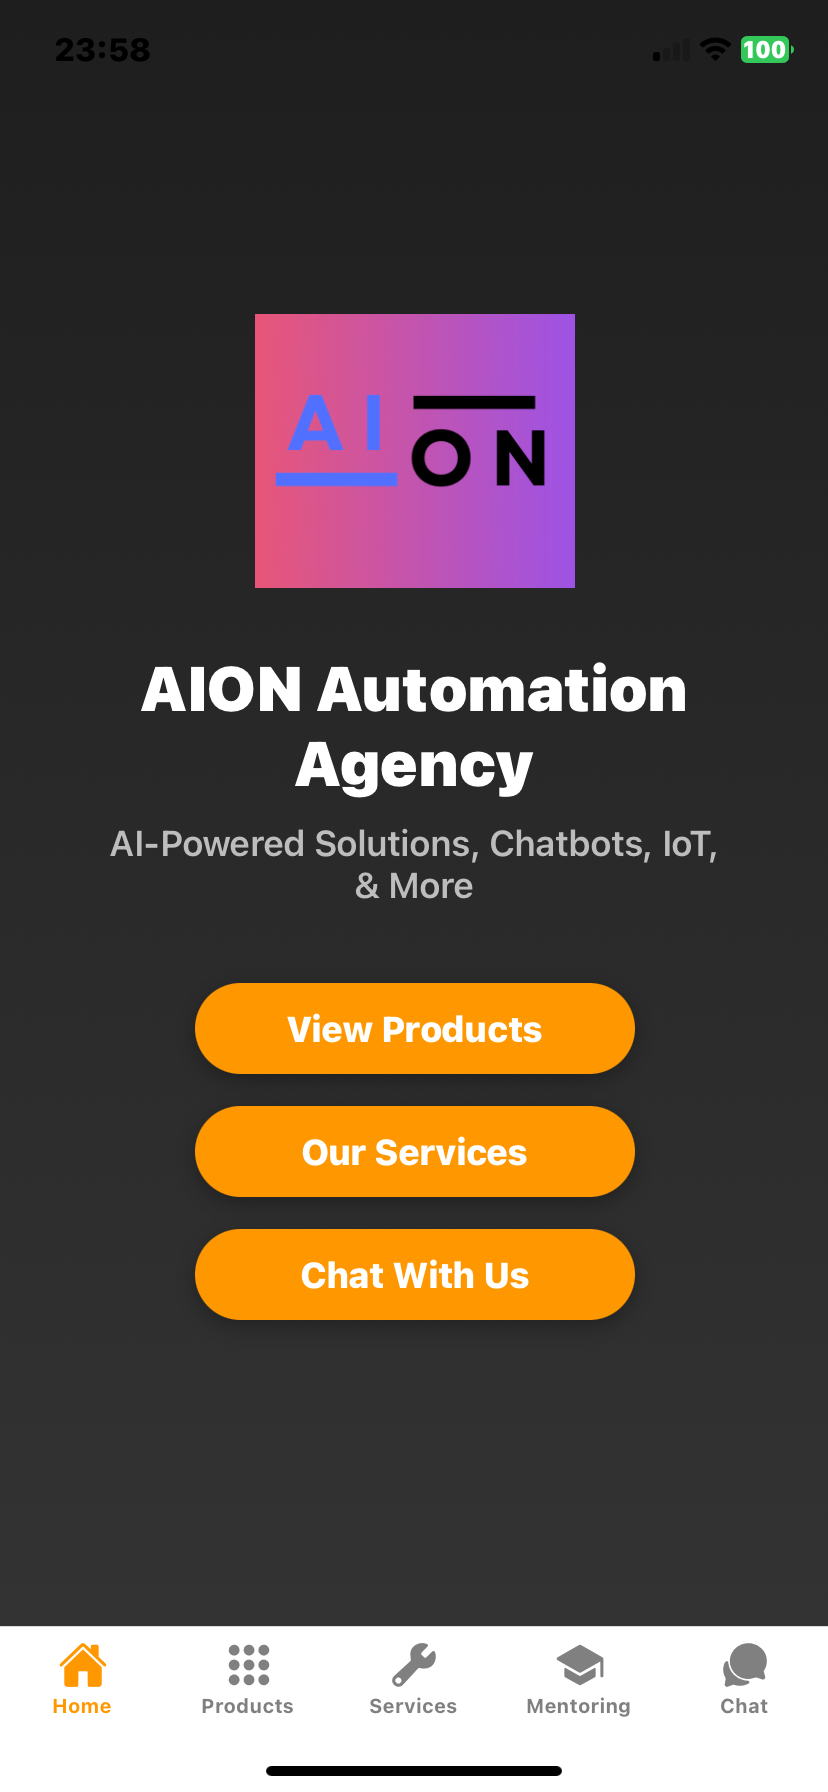 23:58
100
AI
ON
AION Automation
Agency
AI-Powered Solutions, Chatbots, IoT,
& More
View Products
Our Services
Chat With Us
Home
Products
Services
Mentoring
Chat